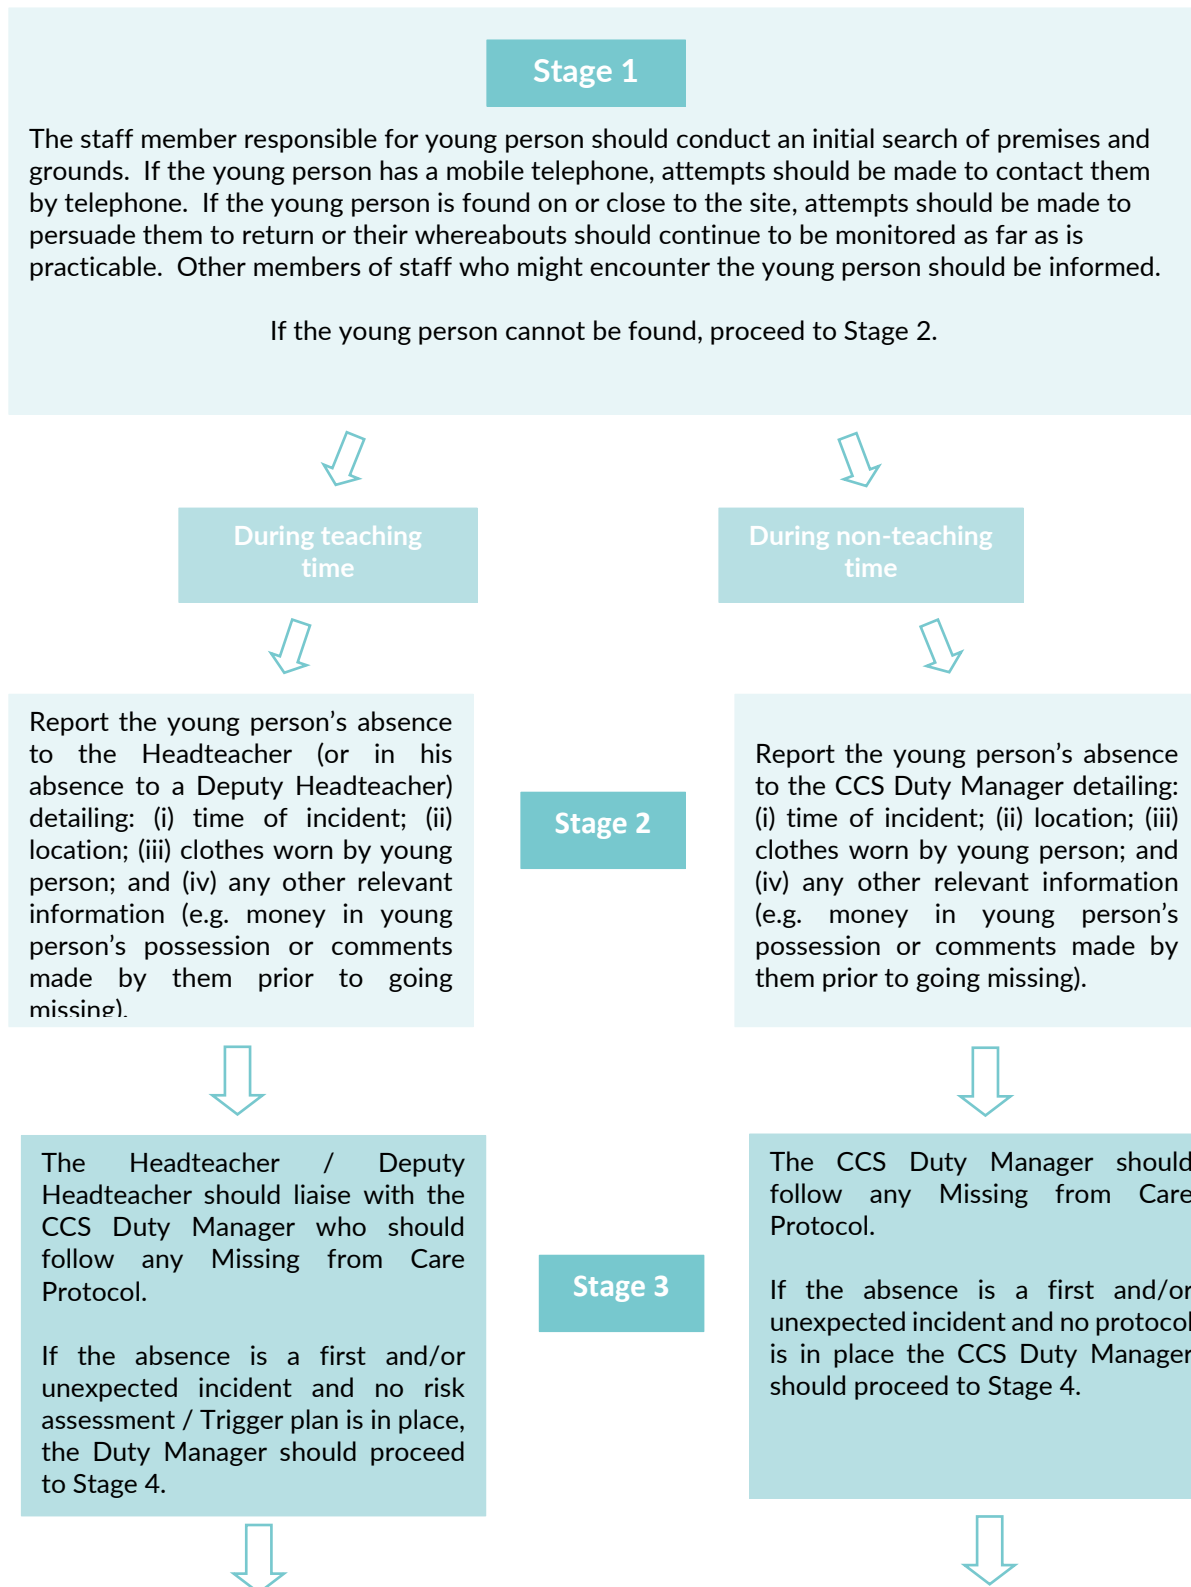 Stage 1
The staff member responsible for young person should conduct an initial search of premises and
grounds. If the young person has a mobile telephone, attempts should be made to contact them
by telephone. If the young person is found on or close to the site, attempts should be made to
persuade them to return or their whereabouts should continue to be monitored as far as is
practicable. Other members of staff who might encounter the young person should be informed.
If the young person cannot be found, proceed to Stage 2.
During teaching
time
During non-teaching
time
Report the young person’s absence
to the Headteacher (or in his
absence to a Deputy Headteacher)
detailing: (i) time of incident; (ii)
location; (iii) clothes worn by young
person; and (iv) any other relevant
information (e.g. money in young
person’s possession or comments
made by them prior to going
missing).
Stage 2
Report the young person’s absence
to the CCS Duty Manager detailing:
(i) time of incident; (ii) location; (iii)
clothes worn by young person; and
(iv) any other relevant information
(e.g. money in young person’s
possession or comments made by
them prior to going missing).
The Headteacher / Deputy
Headteacher should liaise with the
CCS Duty Manager who should
follow any Missing from Care
Protocol.
If the absence is a first and/or
unexpected incident and no risk
assessment / Trigger plan is in place,
the Duty Manager should proceed
to Stage 4.
Stage 3
The CCS Duty Manager should
follow any Missing from Care
Protocol.
If the absence is a first and/or
unexpected incident and no protocol
is in place the CCS Duty Manager
should proceed to Stage 4.